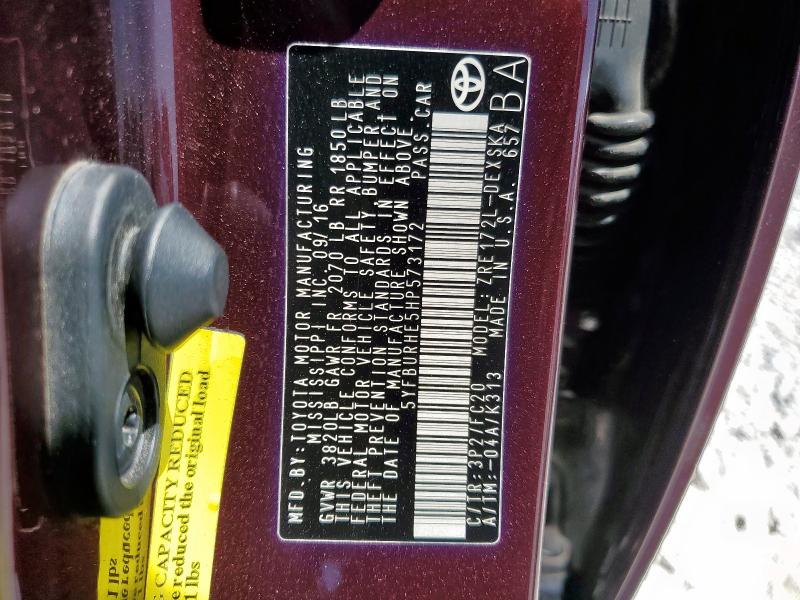 MFD.BY:TOYOTA MOTOR MANUFACTURING
MISSISSIPPI INC. 09/16
GVWR 3820LB GAWR FR 2070 LB RR 1850 LB
THIS VEHICLE CONFORMS TO ALL APPLICABLE
FEDERAL MOTOR VEHICLE SAFETY, BUMPER AND
THEFT PREVENTION STANDARDS IN EFFECT ON
THE DATE OF MANUFACTURE SHOWN ABOVE
5YFBURHE5HP573172 PASS.CAR
C/TR:3P2/FC20 MODEL:ZRE172L-DEXSKA
A/TM:-04A/K313 MADE IN U.S.A. 657 BA
CAPACITY REDUCED
reduced the original load
1 lbs